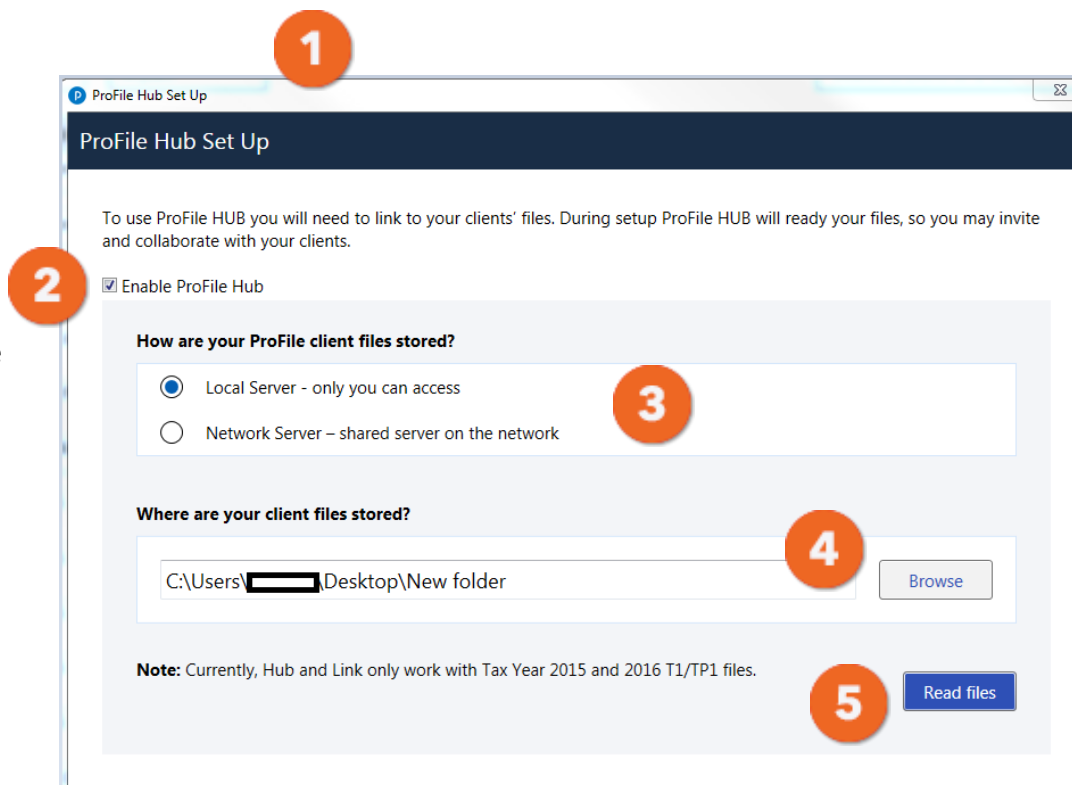 1
ProFile Hub Set Up
ProFile Hub Set Up
To use ProFile HUB you will need to link to your clients' files. During setup ProFile HUB will ready your files, so you may invite
and collaborate with your clients.
2
Enable ProFile Hub
How are your ProFile client files stored?
Local Server - only you can access
3
Network Server – shared server on the network
Where are your client files stored?
4
C:\Users\ \Desktop\New folder
Browse
Note: Currently, Hub and Link only work with Tax Year 2015 and 2016 T1/TP1 files.
5
Read files